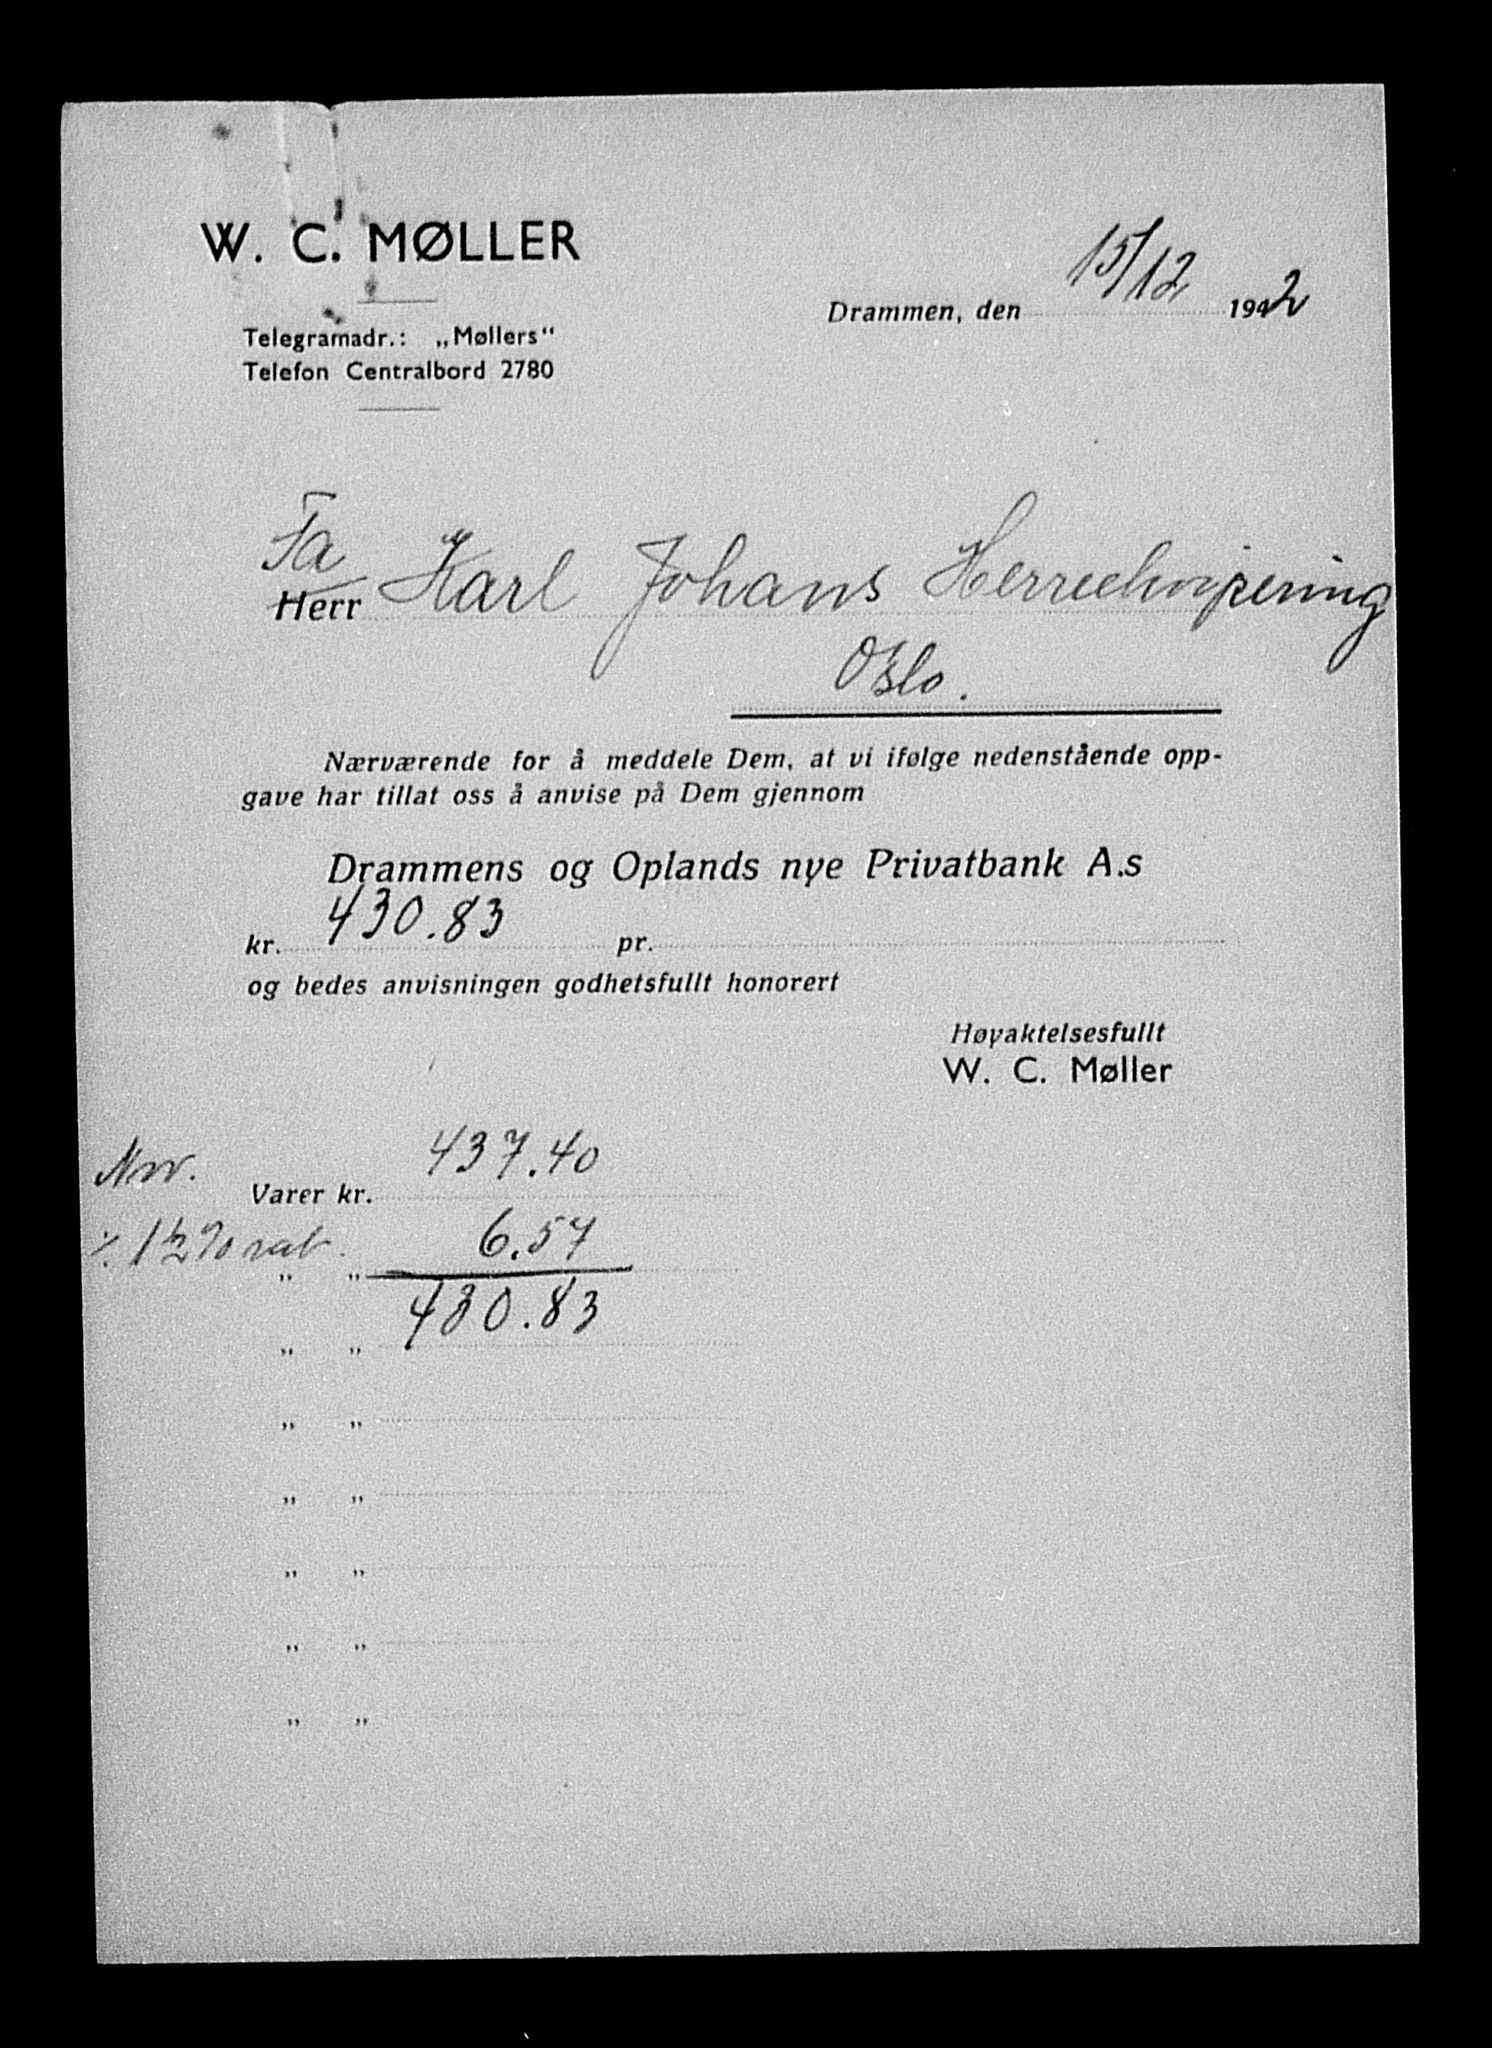 W. C. MØLLER
Telegramadr.: „Møllers“
Telefon Centralbord 2780
Drammen, den 15/12 1942
Fa
Herr Karl Johans Herreekvipering
Oslo.
Nærværende for å meddele Dem, at vi ifølge nedenstående opp-
gave har tillat oss å anvise på Dem gjennom
Drammens og Oplands nye Privatbank A.s
kr. 430.83 pr.
og bedes anvisningen godhetsfullt honorert
Høyaktelsesfullt
W. C. Møller
Varer kr. 437.40
% 1½% rab. „ „ 6.57
„ „ 430.83
„ „
„ „
„ „
„ „
„ „